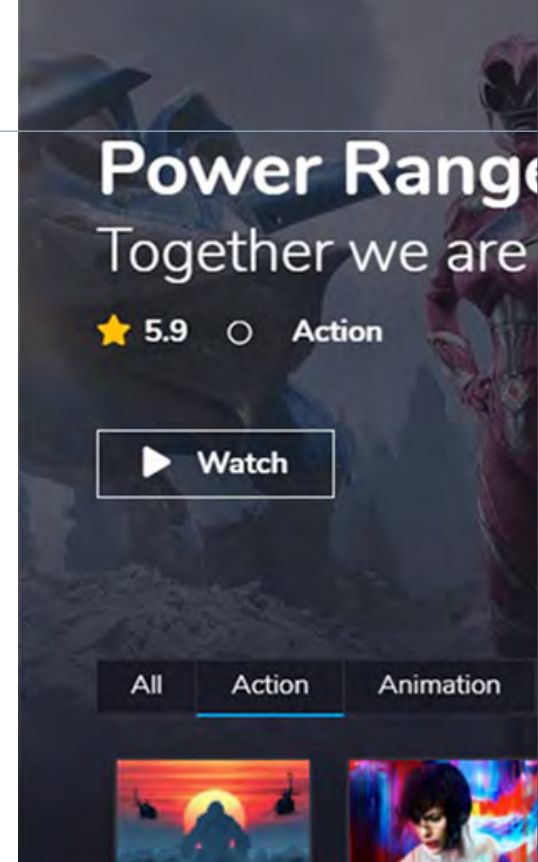 Power Range
Together we are
5.9 Action
Watch
All Action Animation